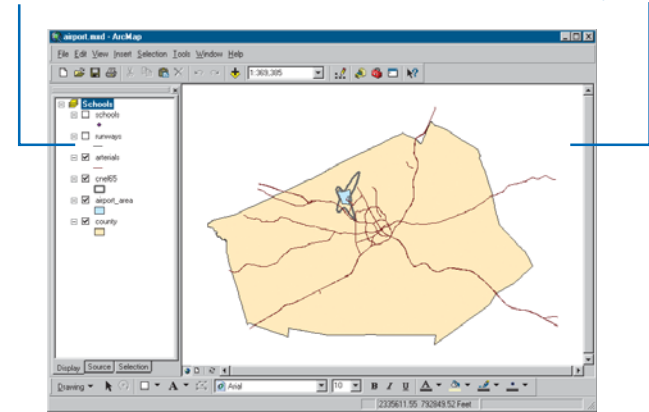 airport.mxd - ArcMap
File Edit View Insert Selection Tools Window Help
1:369,385
Schools
schools
runways
arterials
cnel65
airport_area
county
Display Source Selection
Drawing A Arial 10 B I U A
2335611.55 792849.52 Feet